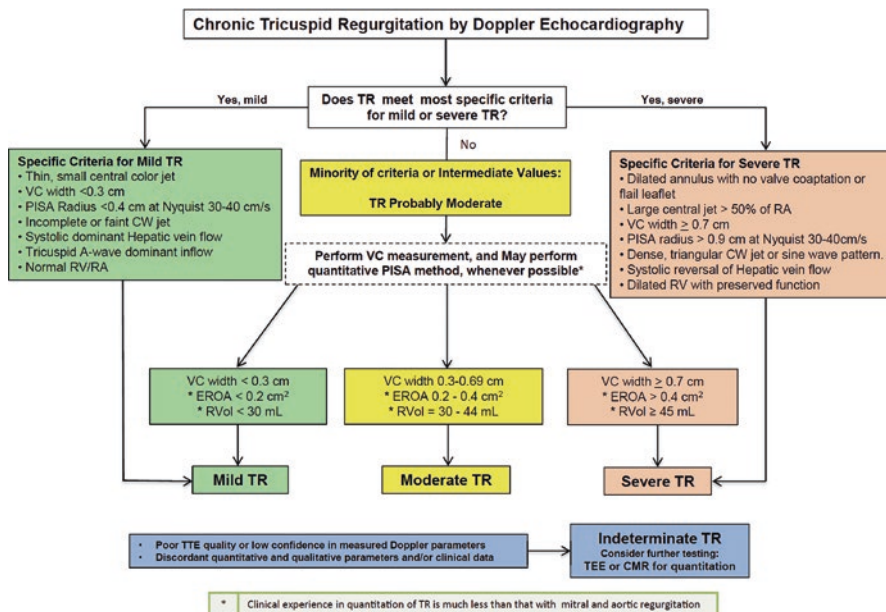 Chronic Tricuspid Regurgitation by Doppler Echocardiography
Yes, mild
Does TR meet most specific criteria
for mild or severe TR?
Yes, severe
No
Specific Criteria for Mild TR
• Thin, small central color jet
• VC width <0.3 cm
• PISA Radius <0.4 cm at Nyquist 30-40 cm/s
• Incomplete or faint CW jet
• Systolic dominant Hepatic vein flow
• Tricuspid A-wave dominant inflow
• Normal RV/RA
Minority of criteria or Intermediate Values:
TR Probably Moderate
Specific Criteria for Severe TR
• Dilated annulus with no valve coaptation or
flail leaflet
• Large central jet > 50% of RA
• VC width ≥ 0.7 cm
• PISA radius > 0.9 cm at Nyquist 30-40cm/s
• Dense, triangular CW jet or sine wave pattern.
• Systolic reversal of Hepatic vein flow
• Dilated RV with preserved function
Perform VC measurement, and May perform
quantitative PISA method, whenever possible*
VC width < 0.3 cm
* EROA < 0.2 cm²
* RVol < 30 mL
VC width 0.3-0.69 cm
* EROA 0.2 - 0.4 cm²
* RVol = 30 - 44 mL
VC width ≥ 0.7 cm
* EROA > 0.4 cm²
* RVol ≥ 45 mL
Mild TR
Moderate TR
Severe TR
• Poor TTE quality or low confidence in measured Doppler parameters
• Discordant quantitative and qualitative parameters and/or clinical data
Indeterminate TR
Consider further testing:
TEE or CMR for quantitation
* Clinical experience in quantitation of TR is much less than that with mitral and aortic regurgitation